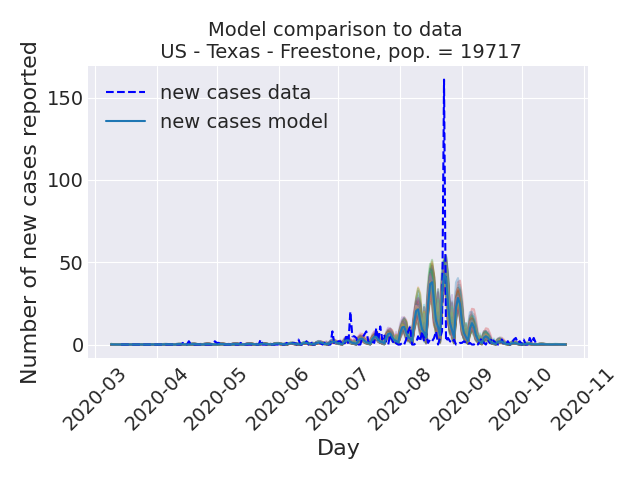 Model comparison to data
US - Texas - Freestone, pop. = 19717
Number of new cases reported
150
100
50
0
new cases data
new cases model
2020-03
2020-04
2020-05
2020-06
2020-07
2020-08
2020-09
2020-10
2020-11
Day